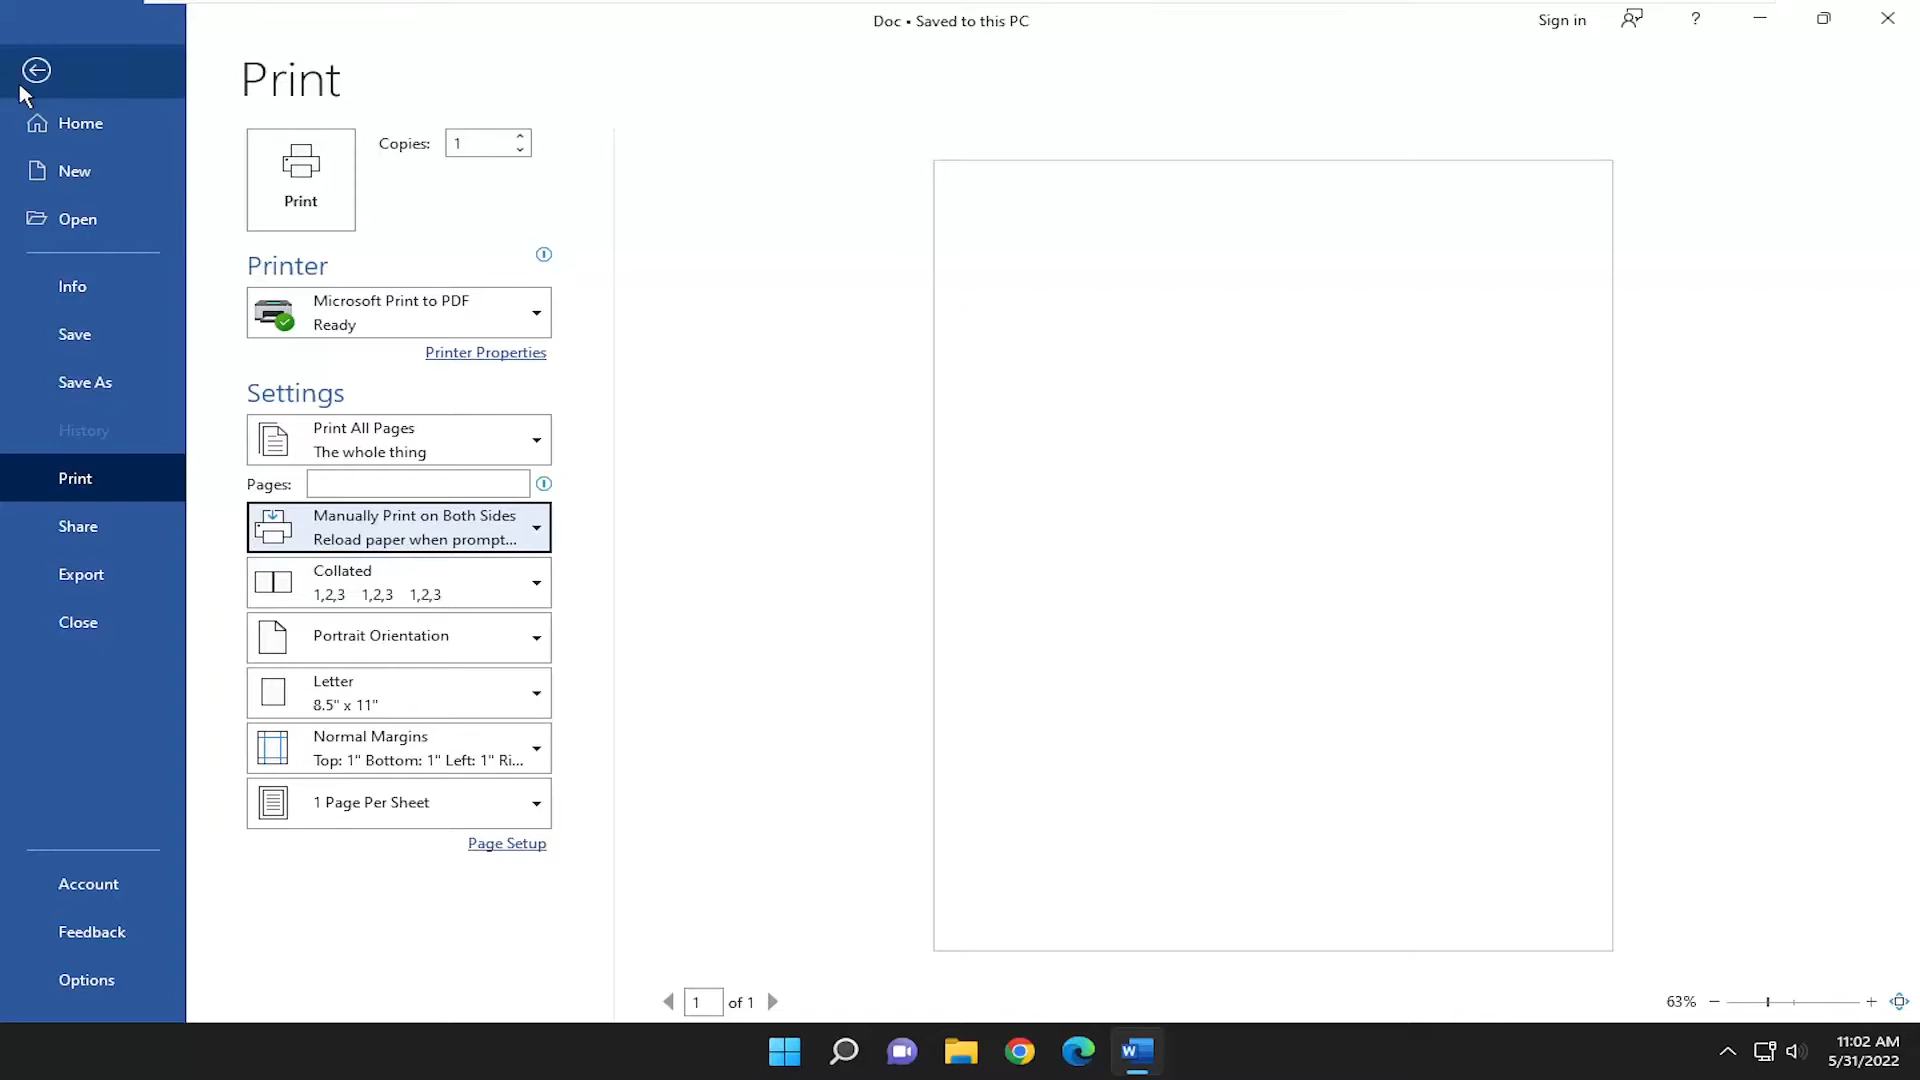 Doc • Saved to this PC
Sign in
?
Print
Home
New
Open
Info
Save
Save As
History
Print
Share
Export
Close
Account
Feedback
Options
Print
Copies: 1
Printer
Microsoft Print to PDF
Ready
Printer Properties
Settings
Print All Pages
The whole thing
Pages:
Manually Print on Both Sides
Reload paper when prompt...
Collated
1,2,3 1,2,3 1,2,3
Portrait Orientation
Letter
8.5" x 11"
Normal Margins
Top: 1" Bottom: 1" Left: 1" Ri...
1 Page Per Sheet
Page Setup
1 of 1
63%
W
11:02 AM
5/31/2022